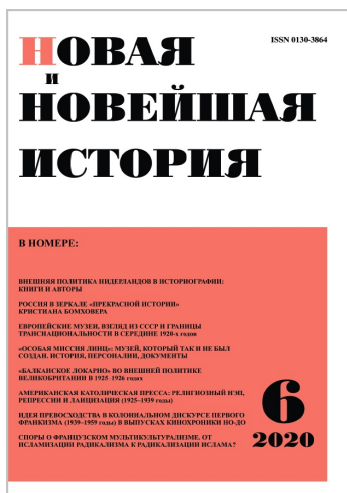 НОВАЯ
ISSN 0130-3864
И
НОВЕЙШАЯ
ИСТОРИЯ
В НОМЕРЕ:
ВНЕШНЯЯ ПОЛИТИКА НИДЕРЛАНДОВ В ИСТОРИОГРАФИИ:
КНИГИ И АВТОРЫ
РОССИЯ В ЗЕРКАЛЕ «ПРЕКРАСНОЙ ИСТОРИИ»
КРИСТИАНА БОМХОВЕРА
ЕВРОПЕЙСКИЕ МУЗЕИ, ВЗГЛЯД ИЗ СССР И ГРАНИЦЫ
ТРАНСНАЦИОНАЛЬНОСТИ В СЕРЕДИНЕ 1920-х годов
«ОСОБАЯ МИССИЯ ЛИНЦ»: МУЗЕЙ, КОТОРЫЙ ТАК И НЕ БЫЛ
СОЗДАН. ИСТОРИЯ, ПЕРСОНАЛИИ, ДОКУМЕНТЫ
«БАЛКАНСКОЕ ЛОКАРНО» ВО ВНЕШНЕЙ ПОЛИТИКЕ
ВЕЛИКОБРИТАНИИ В 1925–1926 годах
АМЕРИКАНСКАЯ КАТОЛИЧЕСКАЯ ПРЕССА: РЕЛИГИОЗНЫЙ НЭП,
РЕПРЕССИИ И ЛАИЦИЗАЦИЯ (1925–1939 годы)
ИДЕЯ ПРЕВОСХОДСТВА В КОЛОНИАЛЬНОМ ДИСКУРСЕ ПЕРВОГО
ФРАНКИЗМА (1939–1959 годы) В ВЫПУСКАХ КИНОХРОНИКИ НО-ДО
СПОРЫ О ФРАНЦУЗСКОМ МУЛЬТИКУЛЬТУРАЛИЗМЕ. ОТ
ИСЛАМИЗАЦИИ РАДИКАЛИЗМА К РАДИКАЛИЗАЦИИ ИСЛАМА?
6
2020